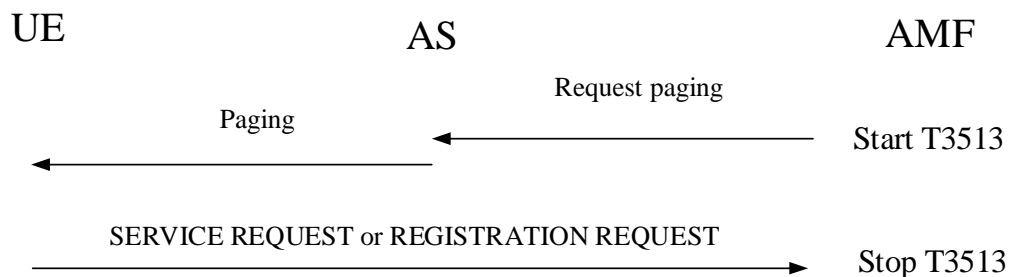 UE
AS
AMF
Request paging
Paging
Start T3513
SERVICE REQUEST or REGISTRATION REQUEST
Stop T3513